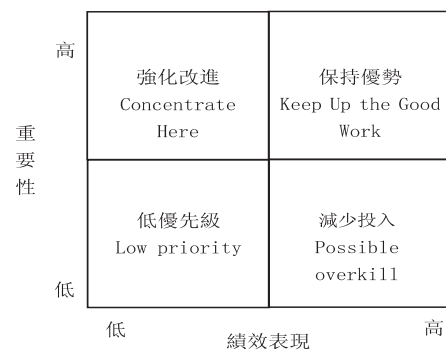 高
強化改進
Concentrate
Here
保持優勢
Keep Up the Good
Work
重
要
性
低優先級
Low priority
減少投入
Possible
overkill
低
低
高
績效表現